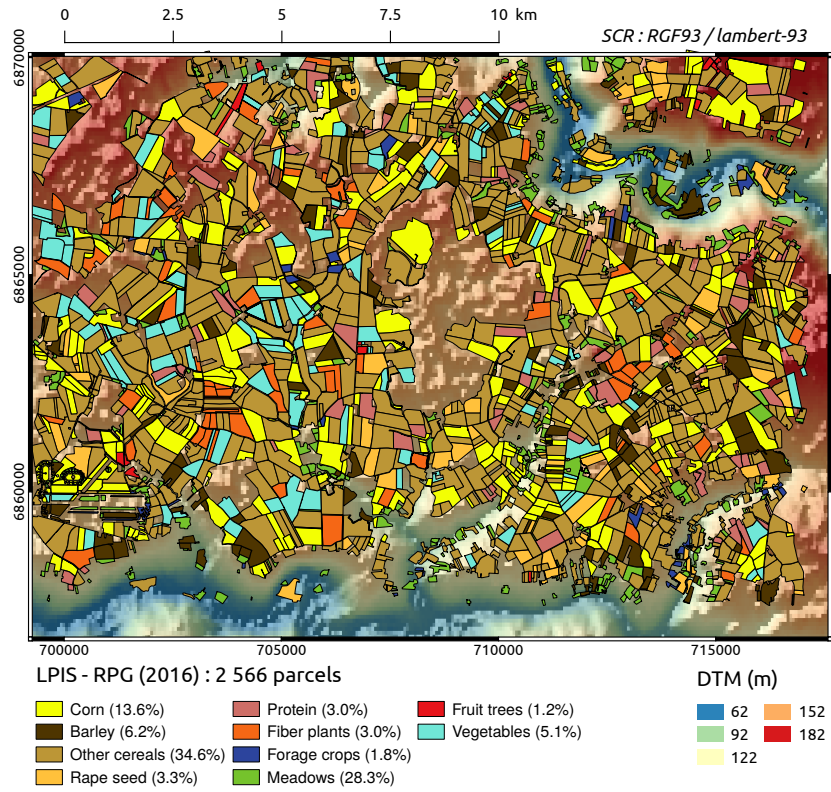 0 2.5 5 7.5 10 km
SCR : RGF93 / lambert-93
6870000
6865000
6860000
700000 705000 710000 715000
LPIS - RPG (2016) : 2 566 parcels
Corn (13.6%)
Barley (6.2%)
Other cereals (34.6%)
Rape seed (3.3%)
Protein (3.0%)
Fiber plants (3.0%)
Forage crops (1.8%)
Meadows (28.3%)
Fruit trees (1.2%)
Vegetables (5.1%)
DTM (m)
62
92
122
152
182